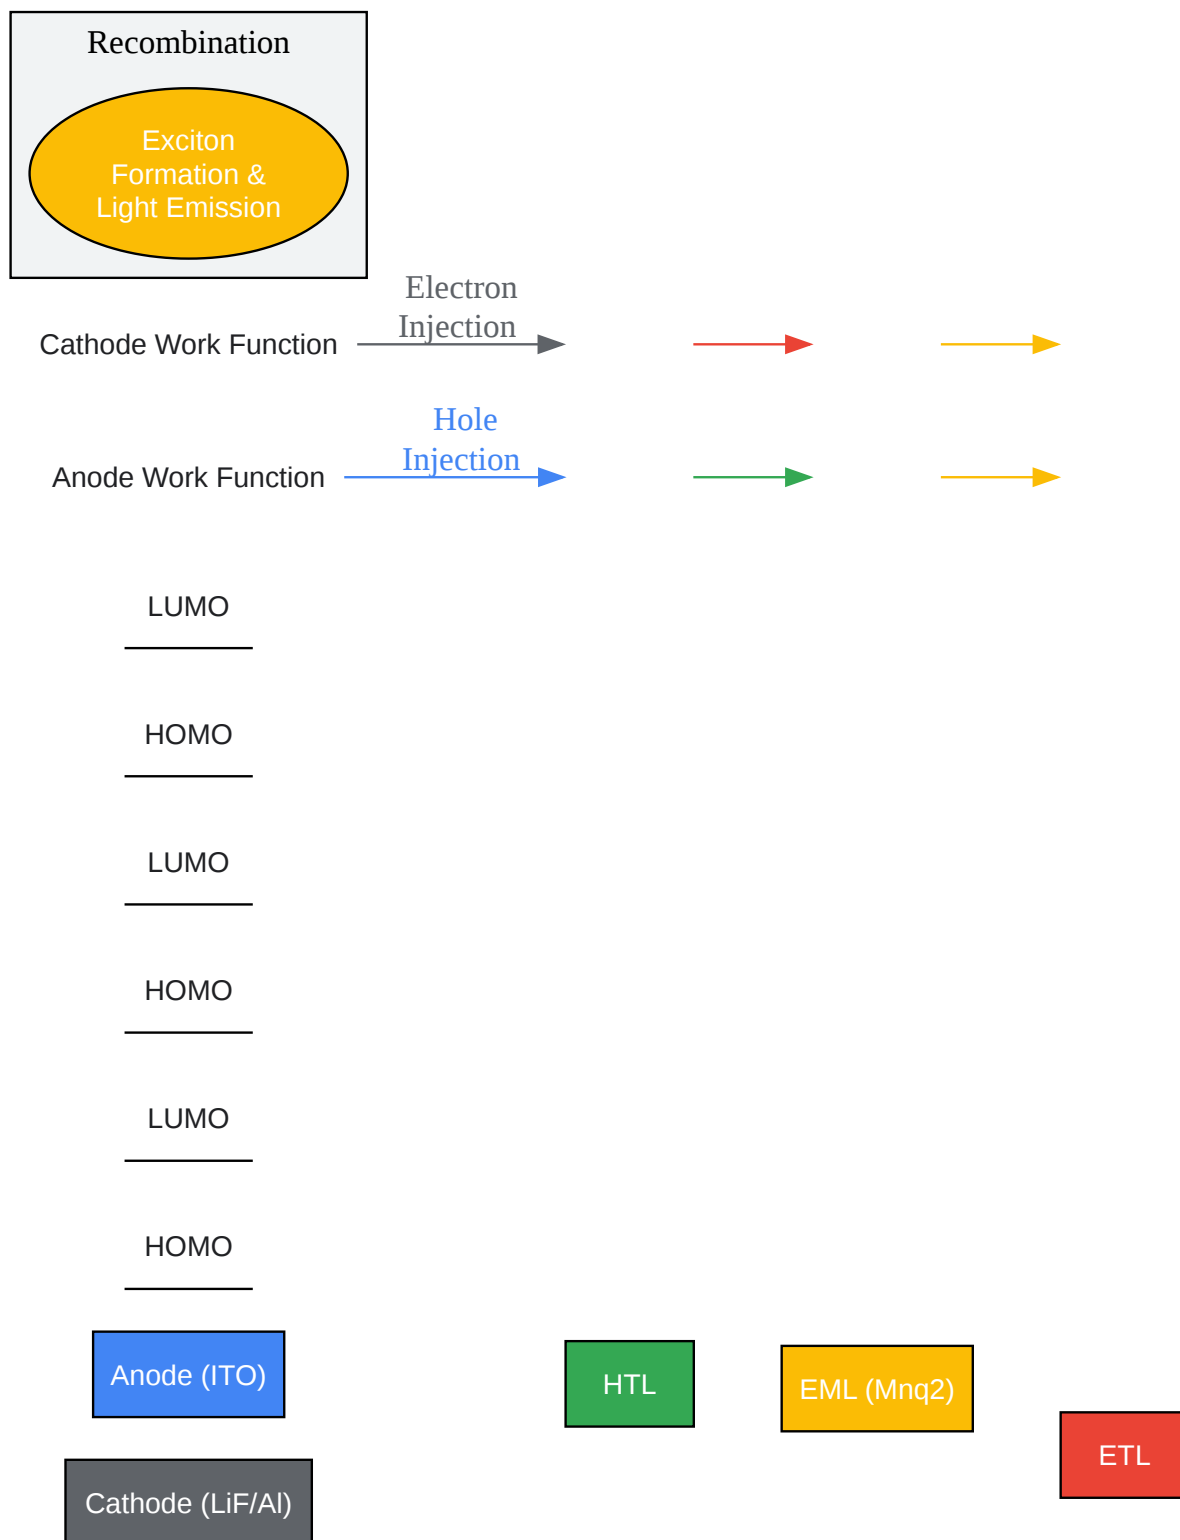 Recombination
Exciton
Formation &
Light Emission
Electron
Injection
Cathode Work Function
Hole
Injection
Anode Work Function
LUMO
HOMO
LUMO
HOMO
LUMO
HOMO
Anode (ITO)
HTL
EML (Mnq2)
ETL
Cathode (LiF/Al)